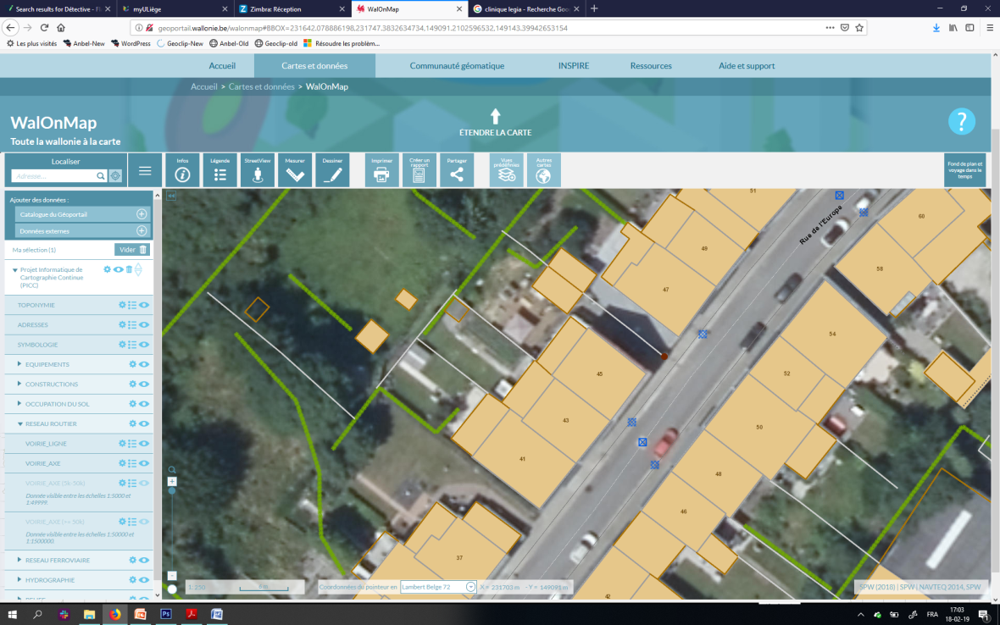 Search results for Détective - Fl
myULiège
Zimbra: Réception
WalOnMap
clinique legia - Recherche Goo
geoportail.wallonie.be/walonmap#BBOX=231642.078886198,231747.3832634734,149091.2102596532,149143.39942653154
Les plus visités
Anbel-New
WordPress
Geoclip-New
Anbel-Old
Geoclip-old
Résoudre les problèm...
Accueil
Cartes et données
Communauté géomatique
INSPIRE
Ressources
Aide et support
Accueil > Cartes et données > WalOnMap
WalOnMap
Toute la wallonie à la carte
ETENDRE LA CARTE
?
Localiser
Adresse...
Infos
Légende
StreetView
Mesurer
Dessiner
Imprimer
Créer un rapport
Partager
Vues prédéfinies
Autres cartes
Fond de plan et
voyage dans le
temps
Ajouter des données :
Catalogue du Géoportail
Données externes
Ma sélection (1)
Vider
Projet Informatique de
Cartographie Continue
(PICC)
TOPONYMIE
ADRESSES
SYMBOLOGIE
EQUIPEMENTS
CONSTRUCTIONS
OCCUPATION DU SOL
RESEAU ROUTIER
VOIRIE_LIGNE
VOIRIE_AXE
VOIRIE_AXE (5k-50k)
Donnée visible entre les échelles 1:5000 et
1:49999.
VOIRIE_AXE (>= 50k)
Donnée visible entre les échelles 1:50000 et
1:1500000.
RESEAU FERROVIAIRE
HYDROGRAPHIE
RELIEF
Rue de l'Europe
51
49
47
45
43
41
37
60
58
54
52
50
48
46
42
1:250
8 m
Coordonnées du pointeur en
Lambert Belge 72
X = 231703 m - Y = 149091 m
SPW (2018) | SPW | NAVTEQ 2014, SPW
FRA
17:03
18-02-19